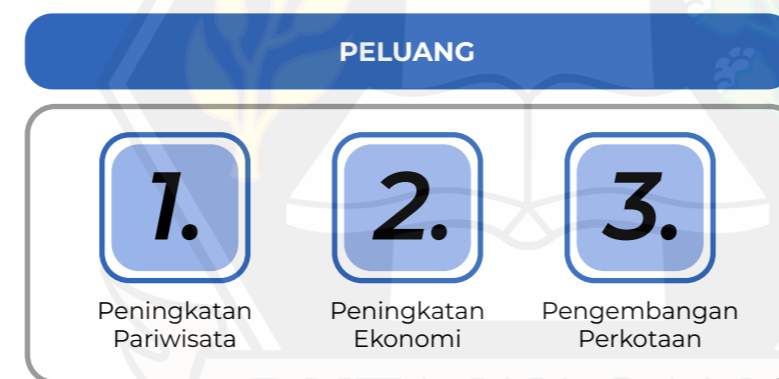 PELUANG
1. 2. 3.
Peningkatan Pariwisata
Peningkatan Ekonomi
Pengembangan Perkotaan